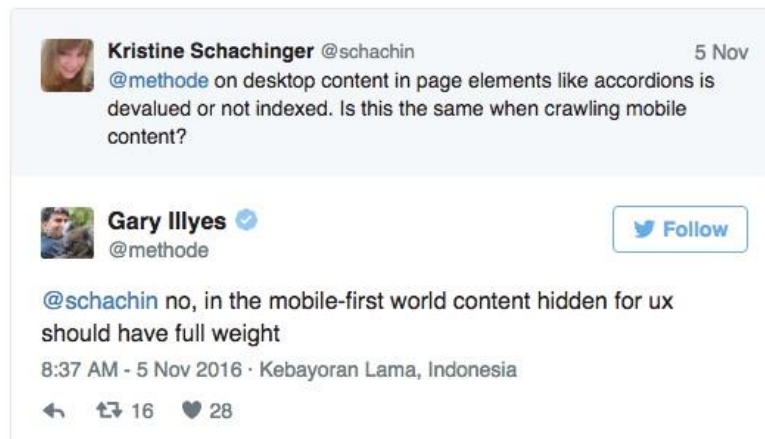 Kristine Schachinger @schachin 5 Nov
@methode on desktop content in page elements like accordions is
devalued or not indexed. Is this the same when crawling mobile
content?
Gary Illyes
@methode
Follow
@schachin no, in the mobile-first world content hidden for ux
should have full weight
8:37 AM - 5 Nov 2016 · Kebayoran Lama, Indonesia
16 28